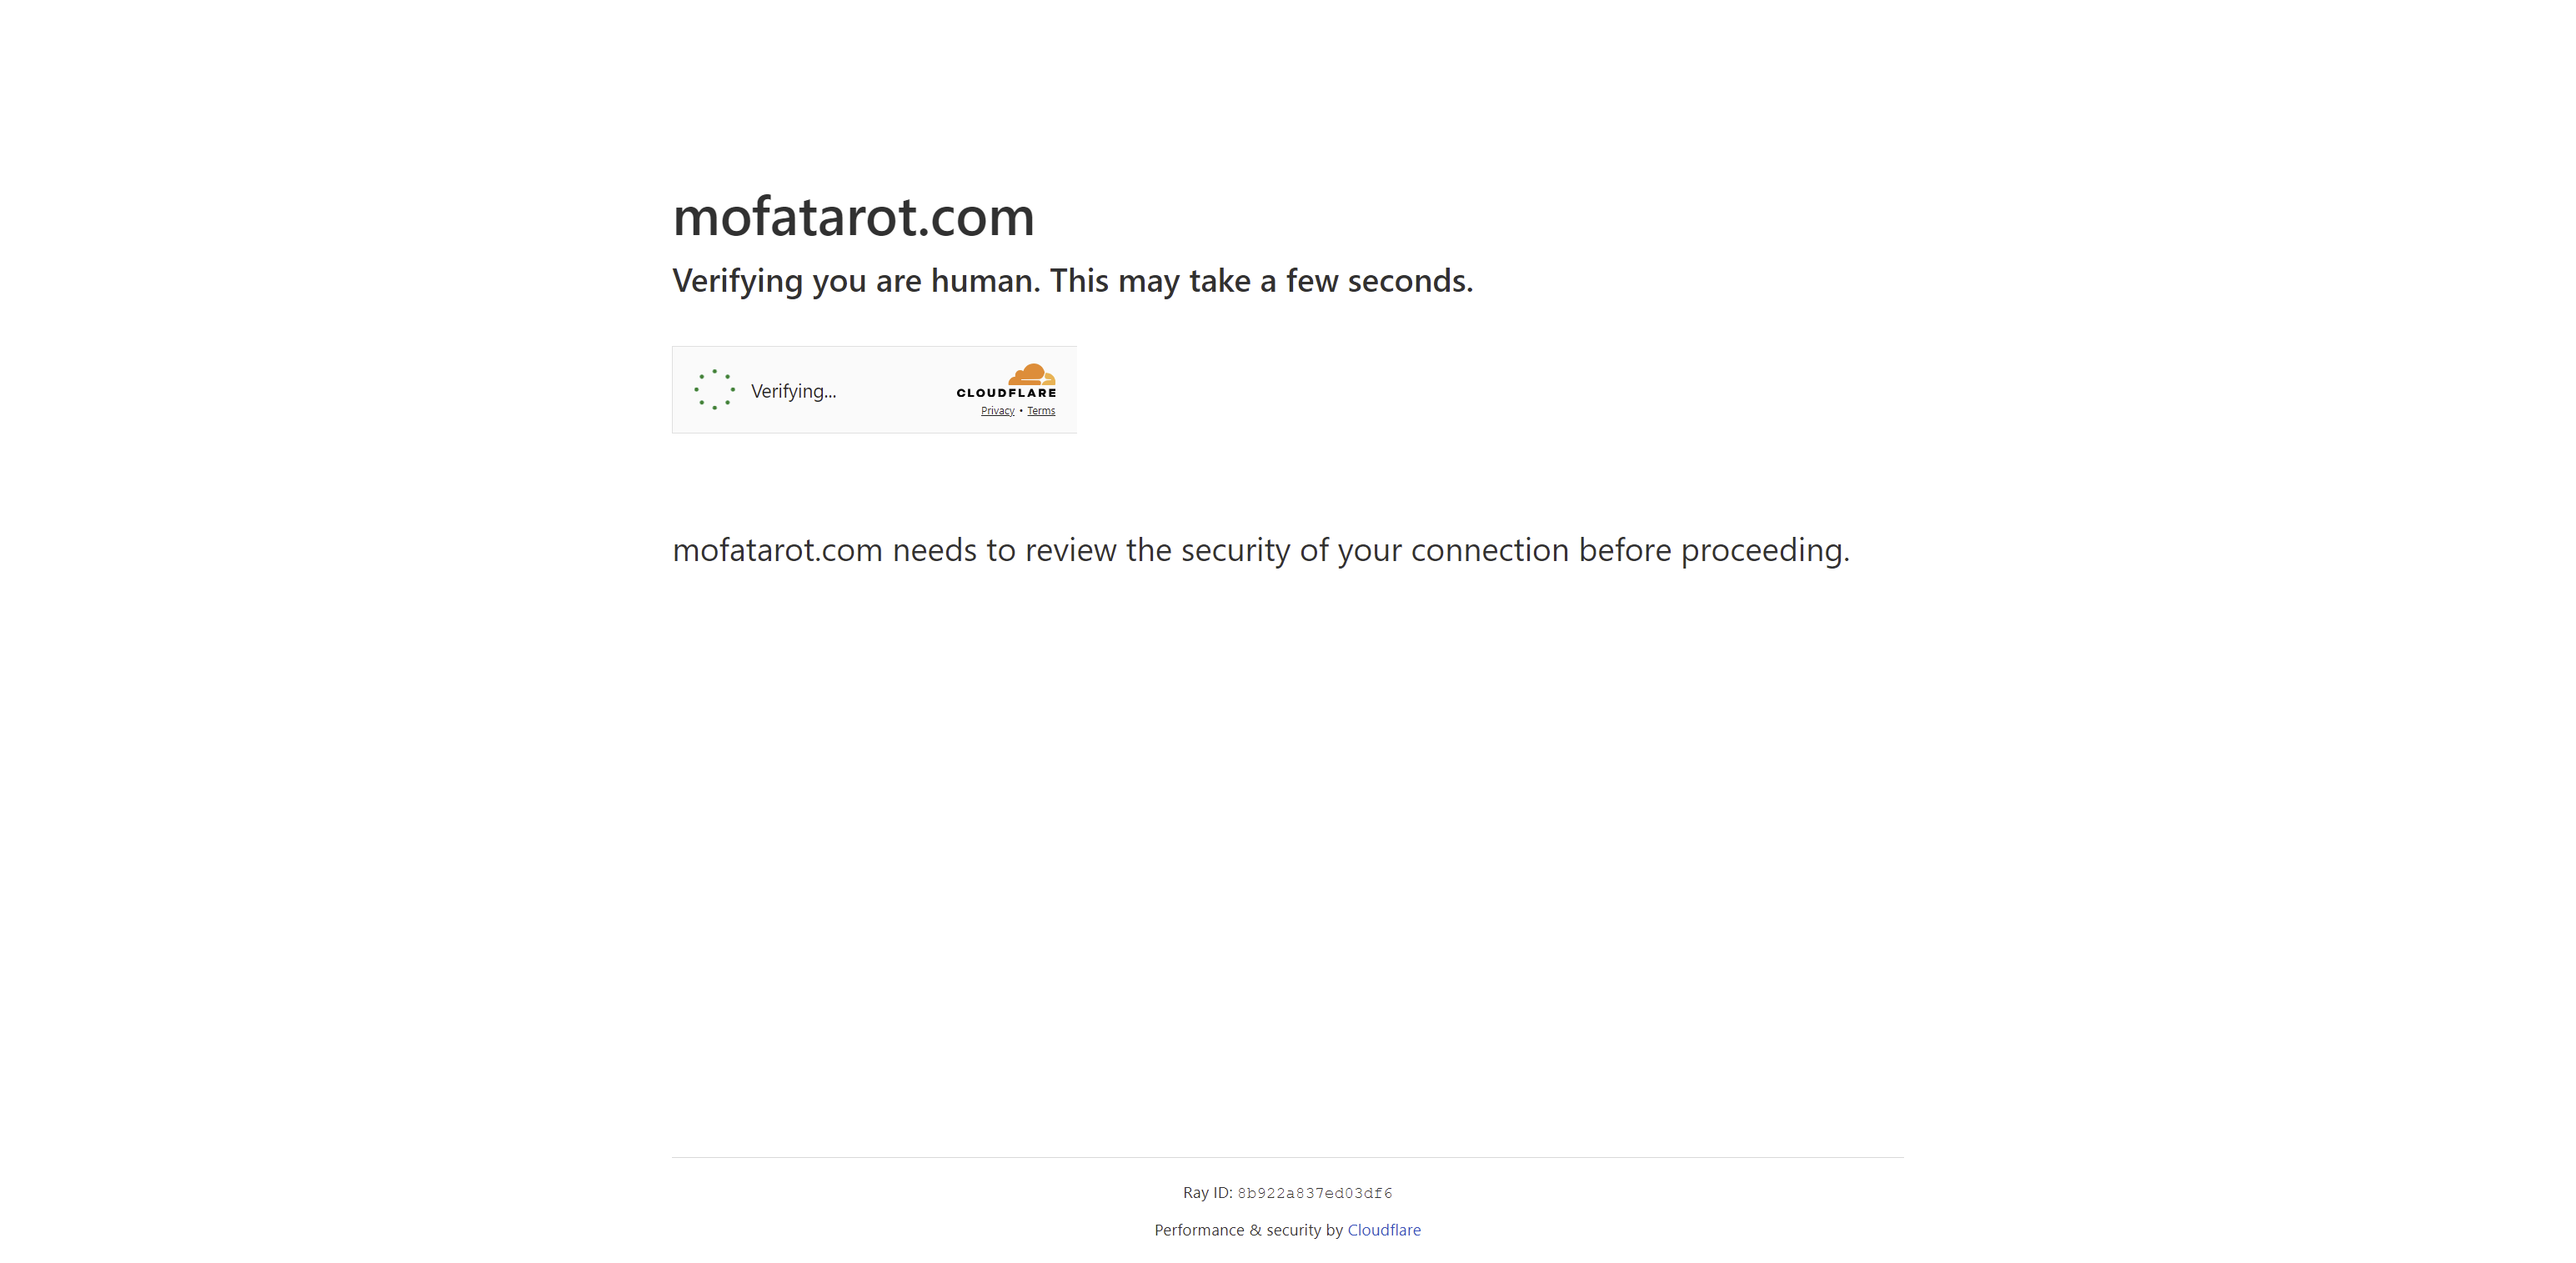 mofatarot.com
Verifying you are human. This may take a few seconds.
Verifying...
CLOUDFLARE
Privacy • Terms
mofatarot.com needs to review the security of your connection before proceeding.
Ray ID: 8b922a837ed03df6
Performance & security by Cloudflare